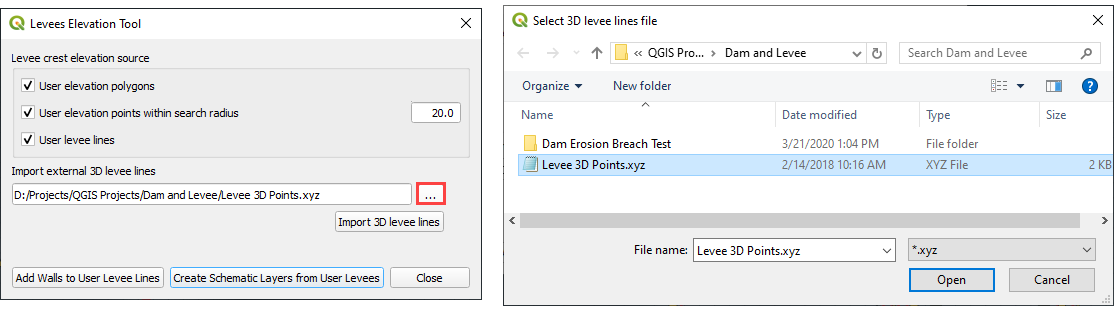 Levees Elevation Tool
Levee crest elevation source
User elevation polygons
User elevation points within search radius 20.0
User levee lines
Import external 3D levee lines
D:/Projects/QGIS Projects/Dam and Levee/Levee 3D Points.xyz ...
Import 3D levee lines
Add Walls to User Levee Lines Create Schematic Layers from User Levees Close
Select 3D levee lines file
« QGIS Pro... › Dam and Levee Search Dam and Levee
Organize New folder
Name Date modified Type Size
Dam Erosion Breach Test 3/21/2020 1:04 PM File folder
Levee 3D Points.xyz 2/14/2018 10:16 AM XYZ File 2 KB
File name: Levee 3D Points.xyz *.xyz
Open Cancel